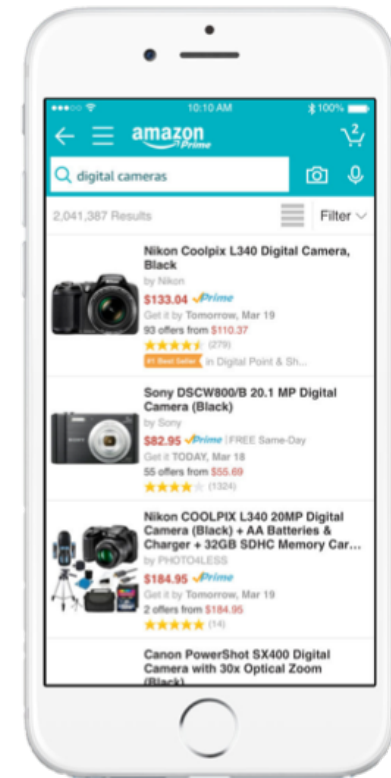 10:10 AM
100%
amazon
Prime
2
digital cameras
2,041,387 Results
Filter
Nikon Coolpix L340 Digital Camera,
Black
by Nikon
$133.04 Prime
Get it by Tomorrow, Mar 19
93 offers from $110.37
(279)
#1 Best Seller in Digital Point & Sh...
Sony DSCW800/B 20.1 MP Digital
Camera (Black)
by Sony
$82.95 Prime | FREE Same-Day
Get it TODAY, Mar 18
55 offers from $55.69
(1324)
Nikon COOLPIX L340 20MP Digital
Camera (Black) + AA Batteries &
Charger + 32GB SDHC Memory Car...
by PHOTO4LESS
$184.95 Prime
Get it by Tomorrow, Mar 19
2 offers from $184.95
(14)
Canon PowerShot SX400 Digital
Camera with 30x Optical Zoom
(Black)